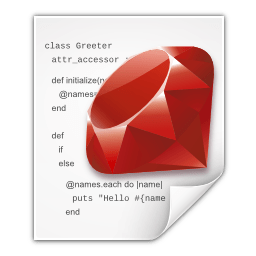 class Greeter
attr_accessor :
def initialize(n
@names
end
def
if
else
@names.each do |name|
puts "Hello #{name
end